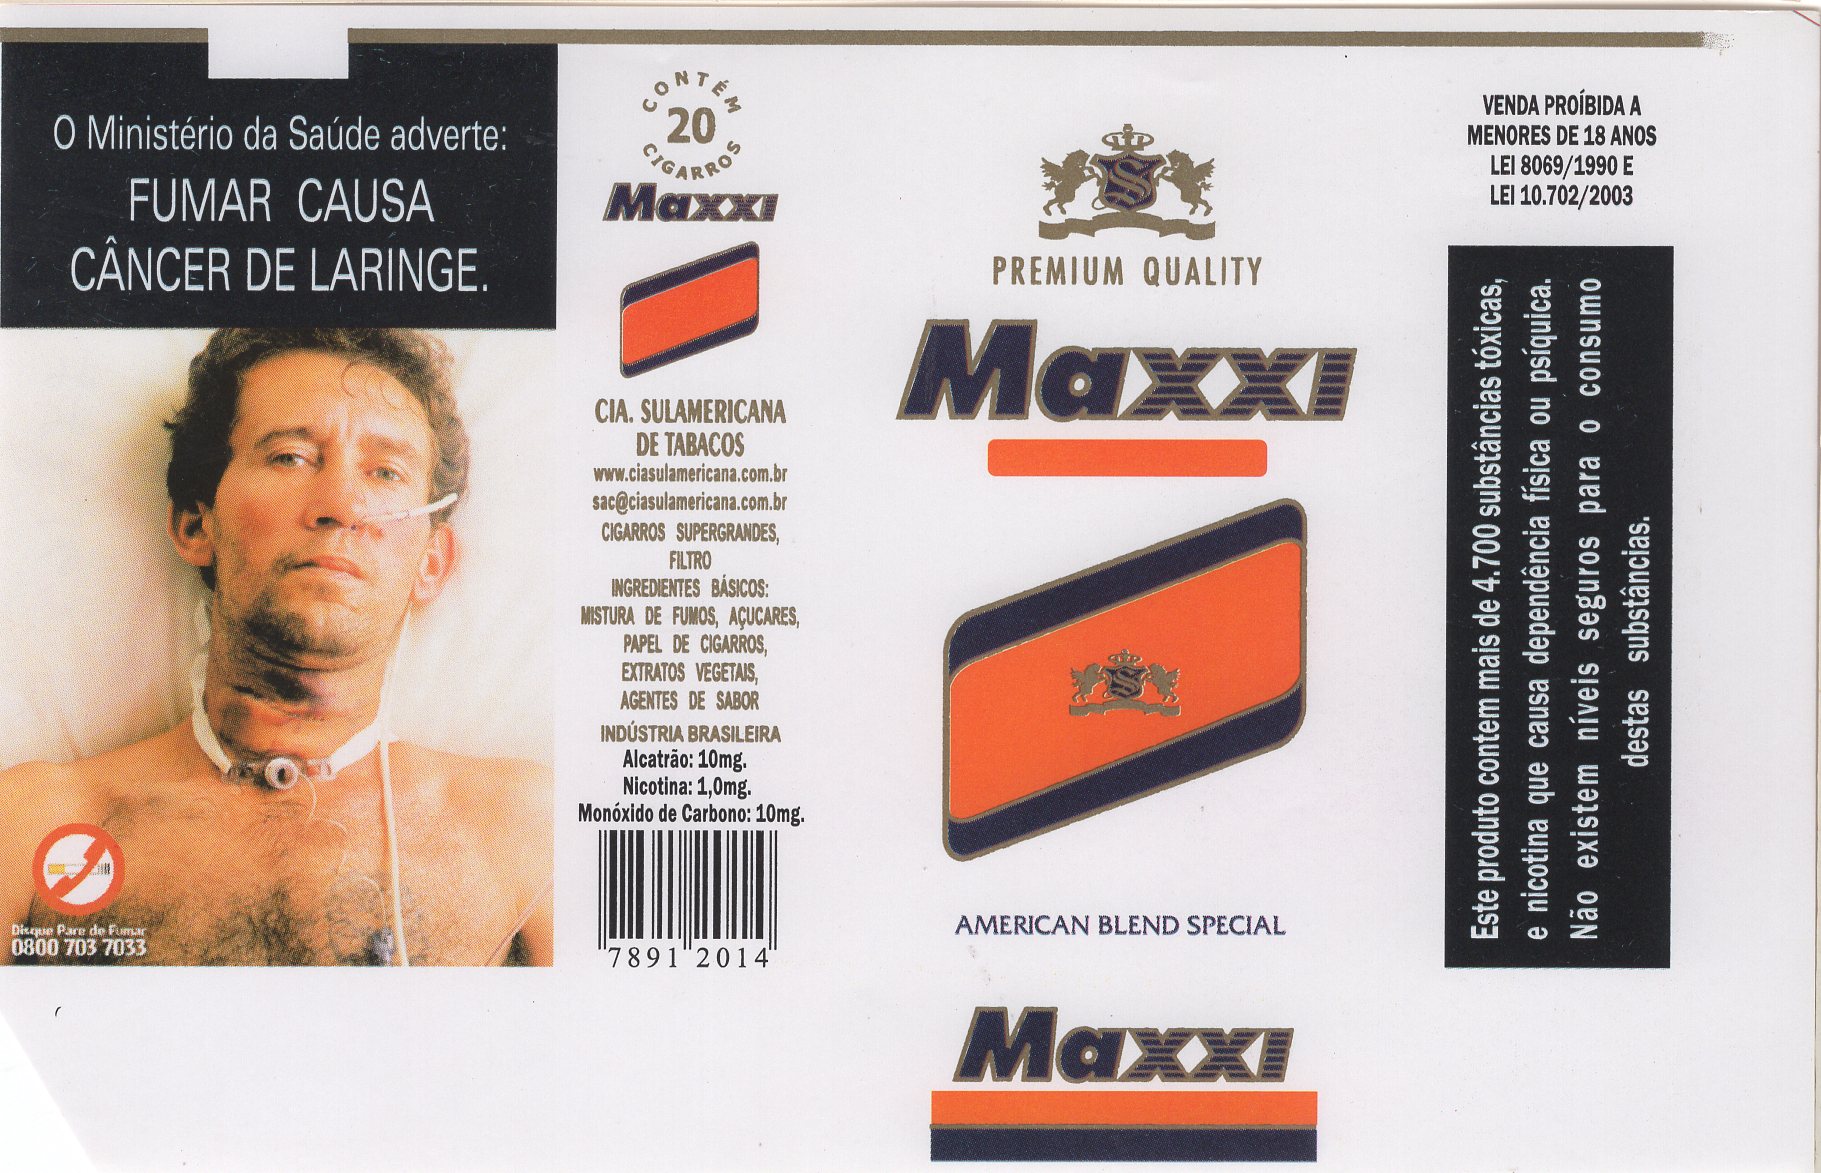 O Ministério da Saúde adverte:
FUMAR CAUSA
CÂNCER DE LARINGE.
Disque Pare de Fumar
0800 703 7033
CONTÉM
20
CIGARROS
Maxxi
CIA. SULAMERICANA
DE TABACOS
www.ciasulamericana.com.br
sac@ciasulamericana.com.br
CIGARROS SUPERGRANDES,
FILTRO
INGREDIENTES BÁSICOS:
MISTURA DE FUMOS, AÇUCARES,
PAPEL DE CIGARROS,
EXTRATOS VEGETAIS,
AGENTES DE SABOR
INDÚSTRIA BRASILEIRA
Alcatrão: 10mg.
Nicotina: 1,0mg.
Monóxido de Carbono: 10mg.
7891 2014
S
PREMIUM QUALITY
Maxxi
S
AMERICAN BLEND SPECIAL
Maxxi
VENDA PROÍBIDA A
MENORES DE 18 ANOS
LEI 8069/1990 E
LEI 10.702/2003
Este produto contem mais de 4.700 substâncias tóxicas,
e nicotina que causa dependência física ou psíquica.
Não existem níveis seguros para o consumo
destas substâncias.